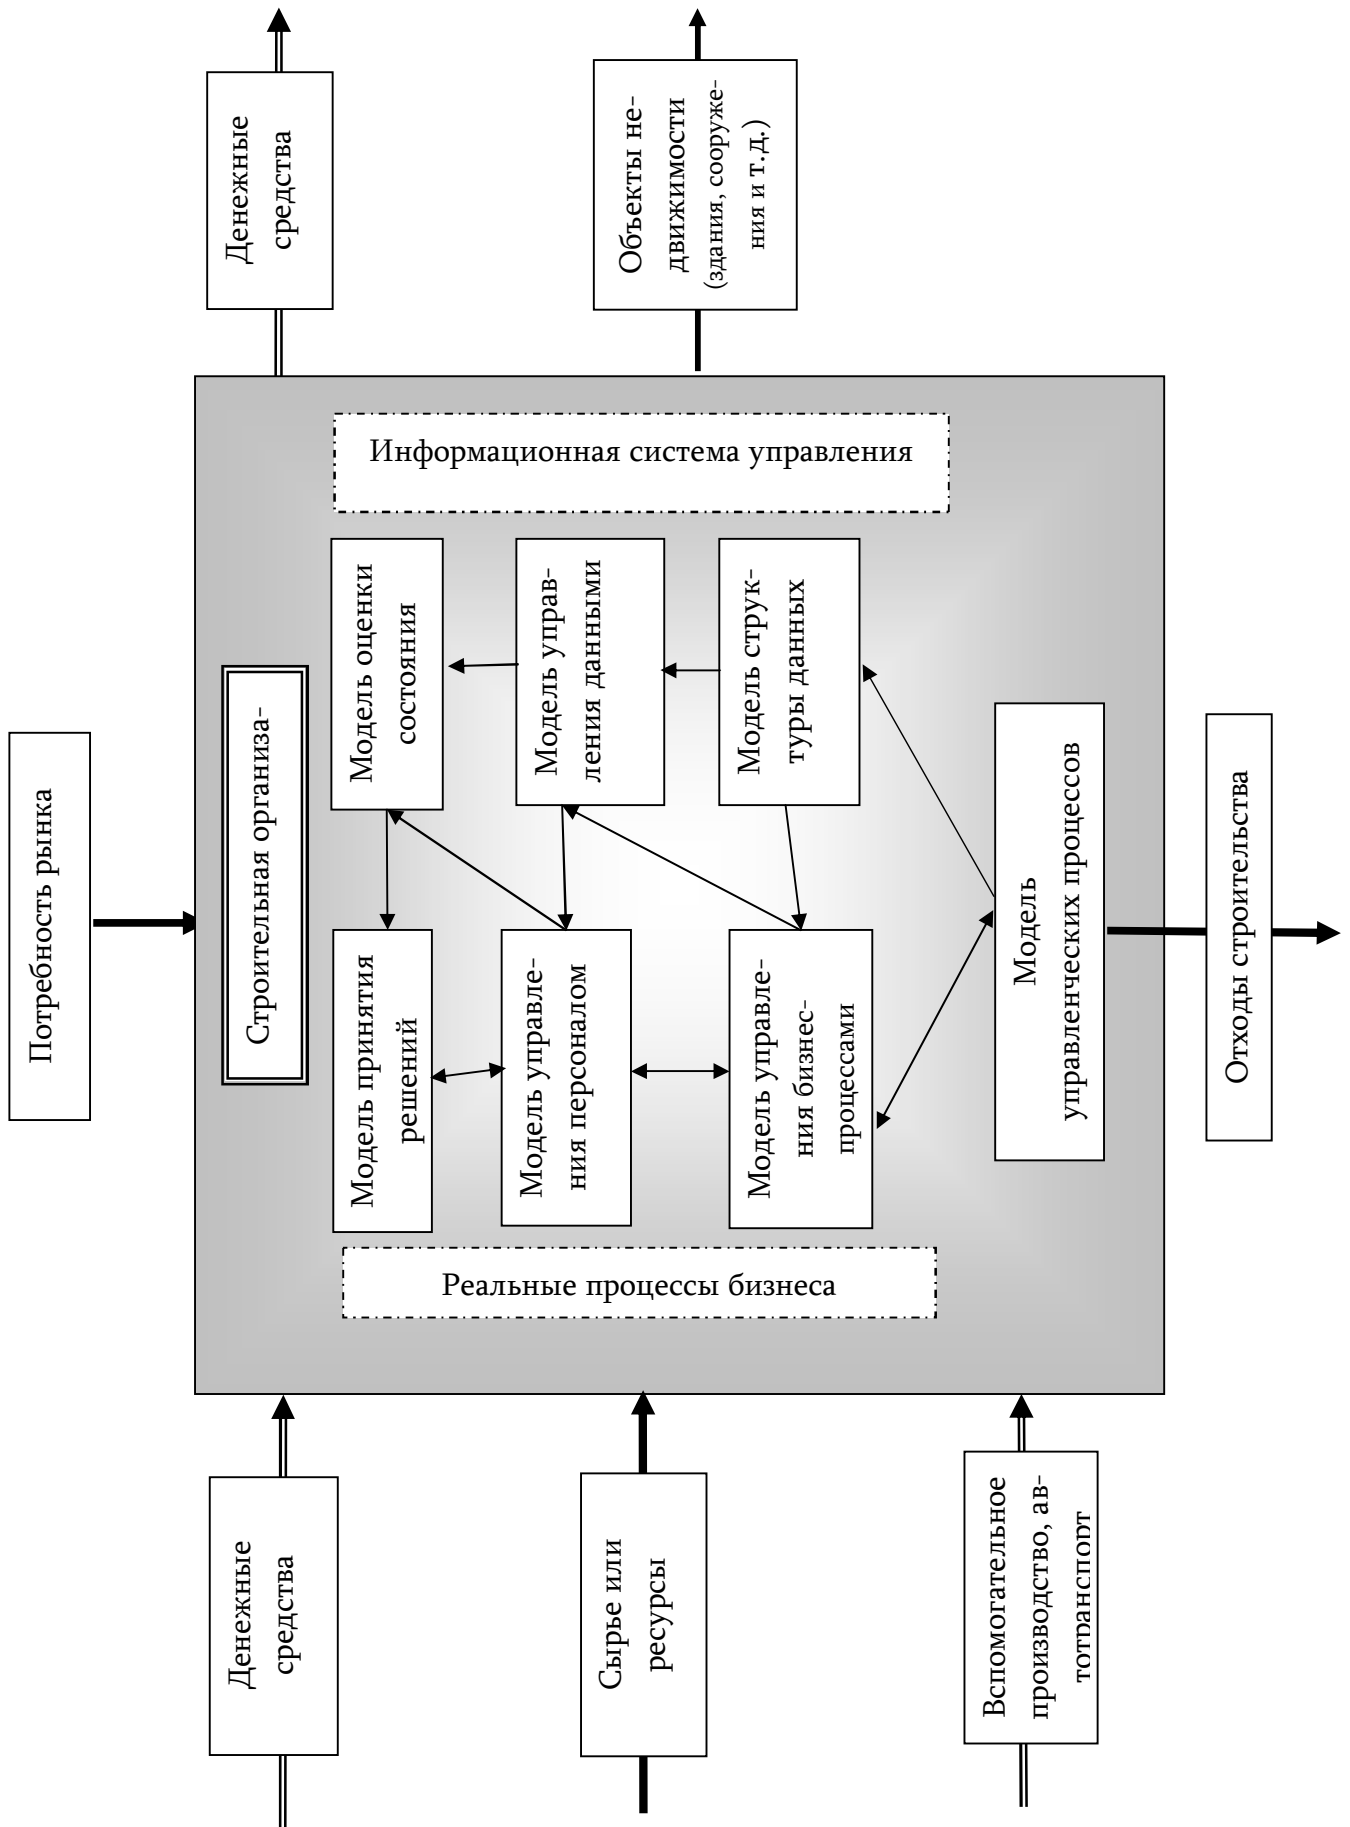 Потребность рынка
Строительная организа-
Денежные
средства
Объекты не-
движимости
(здания, сооруже-
ния и т.д.)
Информационная система управления
Модель оценки
состояния
Модель управ-
ления данными
Модель струк-
туры данных
Модель принятия
решений
Модель управле-
ния персоналом
Модель управле-
ния бизнес-
процессами
Модель
управленческих процессов
Отходы строительства
Реальные процессы бизнеса
Денежные
средства
Сырье или
ресурсы
Вспомогательное
производство, ав-
тотранспорт